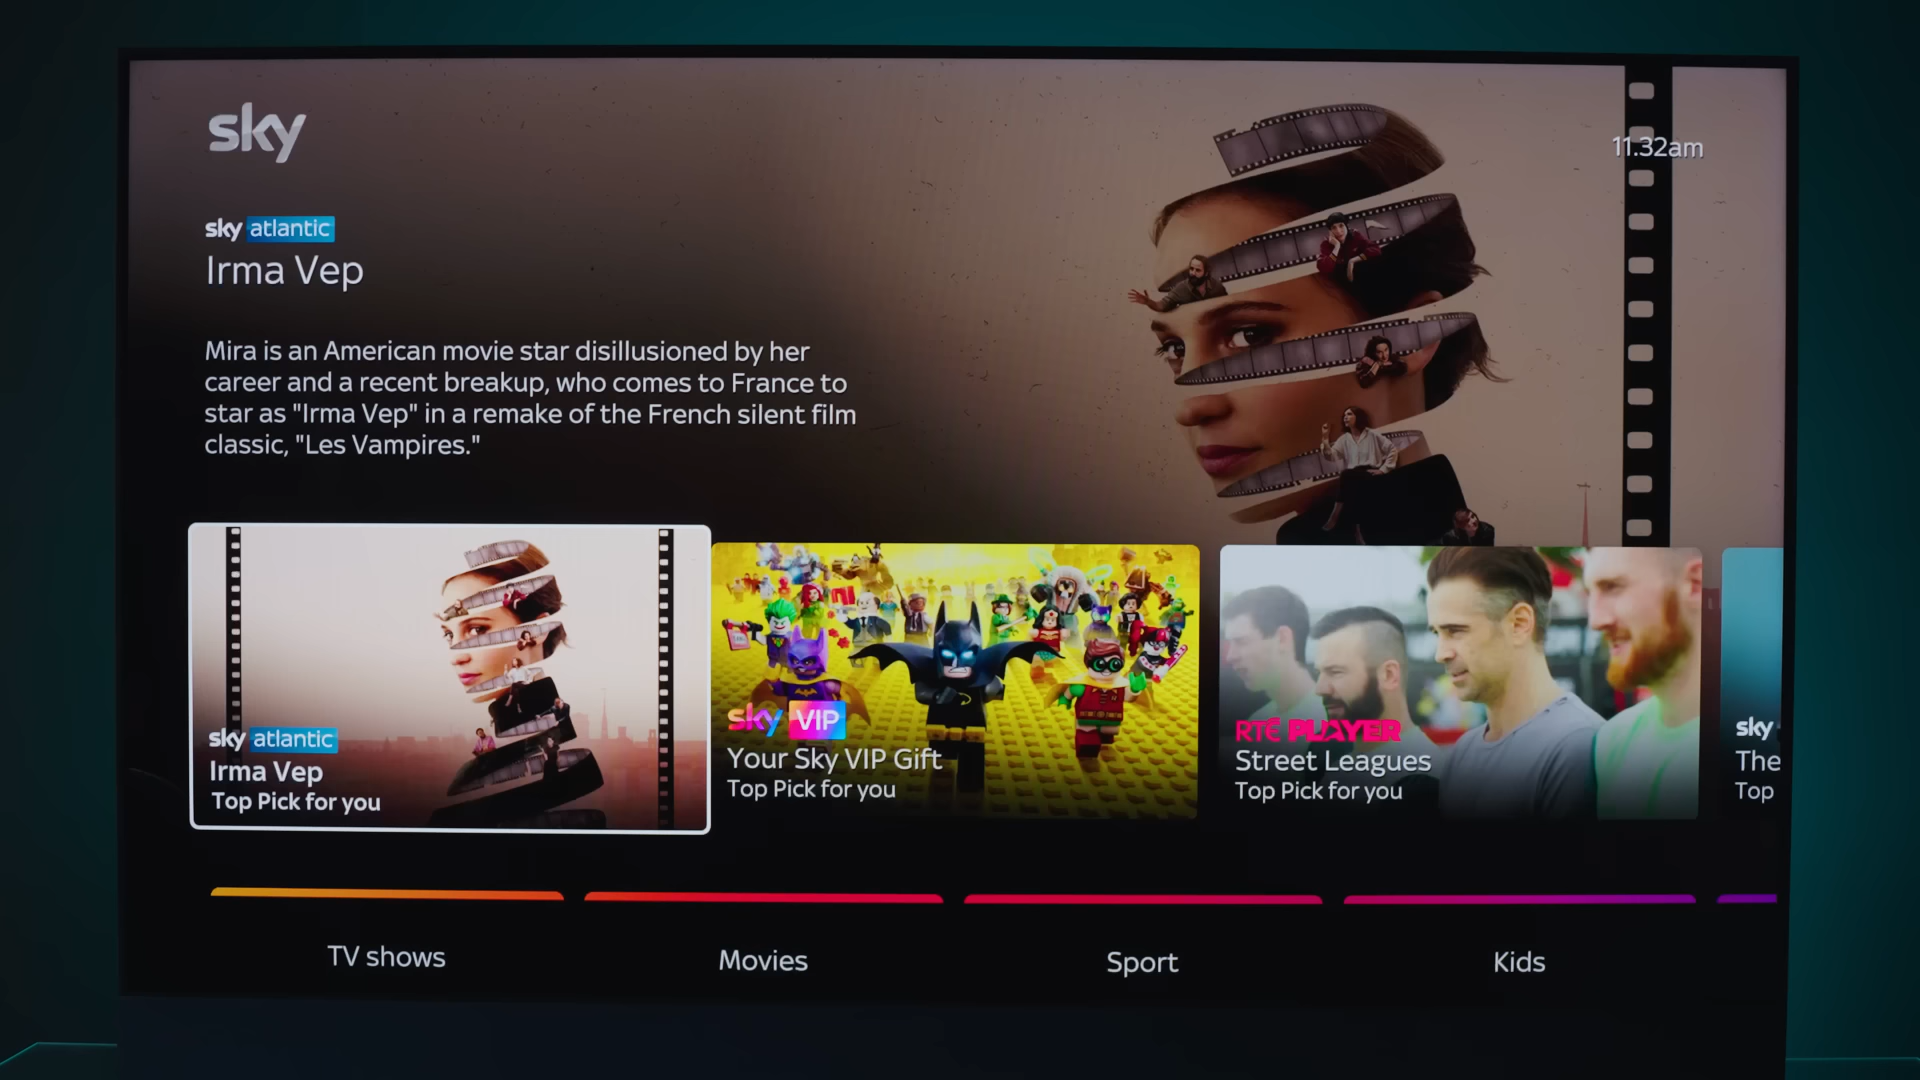 sky
11.32am
sky atlantic
Irma Vep
Mira is an American movie star disillusioned by her
career and a recent breakup, who comes to France to
star as "Irma Vep" in a remake of the French silent film
classic, "Les Vampires."
sky atlantic
Irma Vep
Top Pick for you
sky VIP
Your Sky VIP Gift
Top Pick for you
RTÉ PLAYER
Street Leagues
Top Pick for you
sky
The
Top
TV shows
Movies
Sport
Kids